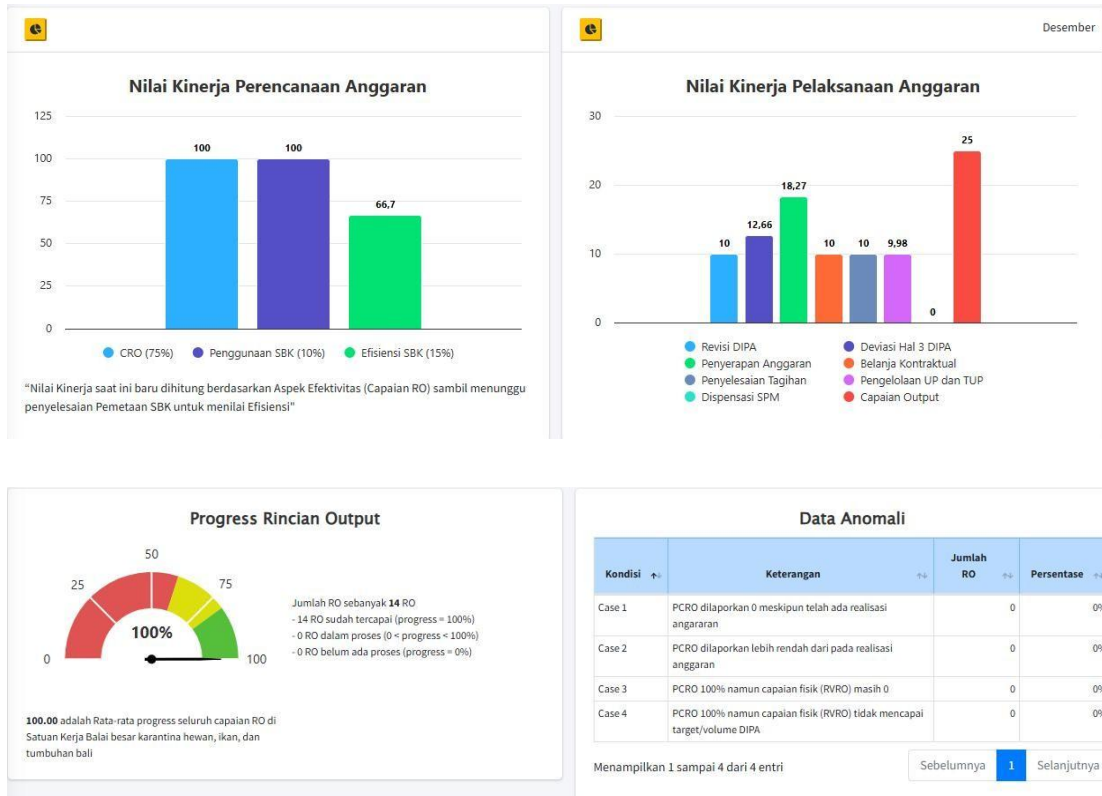 Nilai Kinerja Perencanaan Anggaran
125
100
75
50
25
0
100
100
66,7
CRO (75%) Penggunaan SBK (10%) Efisiensi SBK (15%)
“Nilai Kinerja saat ini baru dihitung berdasarkan Aspek Efektivitas (Capaian RO) sambil menunggu
penyelesaian Pemetaan SBK untuk menilai Efisiensi”
Desember
Nilai Kinerja Pelaksanaan Anggaran
30
20
10
0
10
12,66
18,27
10
10
9,98
0
25
Revisi DIPA Deviasi Hal 3 DIPA
Penyerapan Anggaran Belanja Kontraktual
Penyelesaian Tagihan Pengelolaan UP dan TUP
Dispensasi SPM Capaian Output
Progress Rincian Output
0
25
50
75
100
100%
Jumlah RO sebanyak 14 RO
- 14 RO sudah tercapai (progress = 100%)
- 0 RO dalam proses (0 < progress < 100%)
- 0 RO belum ada proses (progress = 0%)
100.00 adalah Rata-rata progress seluruh capaian RO di
Satuan Kerja Balai besar karantina hewan, ikan, dan
tumbuhan bali
Data Anomali
Kondisi Keterangan Jumlah RO Persentase
Case 1 PCRO dilaporkan 0 meskipun telah ada realisasi 0 0%
angararan
Case 2 PCRO dilaporkan lebih rendah dari pada realisasi 0 0%
anggaran
Case 3 PCRO 100% namun capaian fisik (RVRO) masih 0 0 0%
Case 4 PCRO 100% namun capaian fisik (RVRO) tidak mencapai 0 0%
target/volume DIPA
Menampilkan 1 sampai 4 dari 4 entri
Sebelumnya 1 Selanjutnya